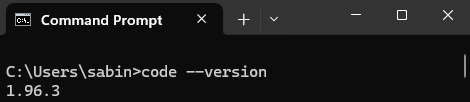 Command Prompt
C:\Users\sabin>code --version
1.96.3